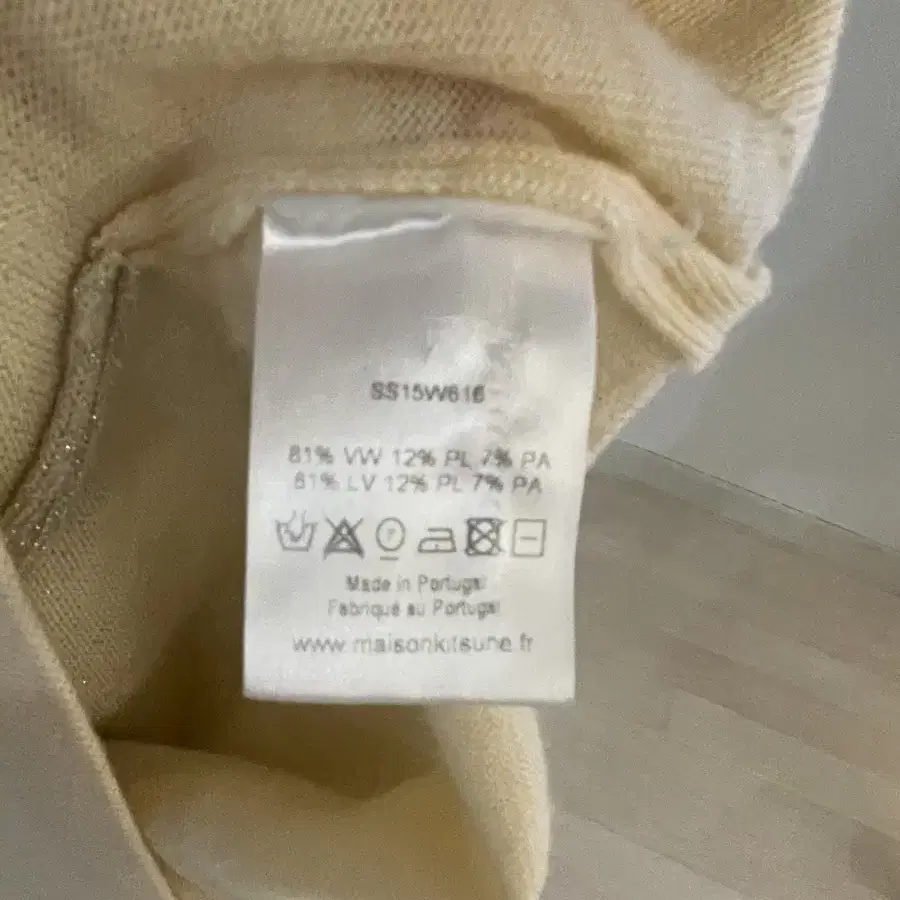 SS15W616
81% VW 12% PL 7% PA
81% LV 12% PL 7% PA
P
Made in Portugal
Fabriqué au Portugal
www.maisonkitsune.fr